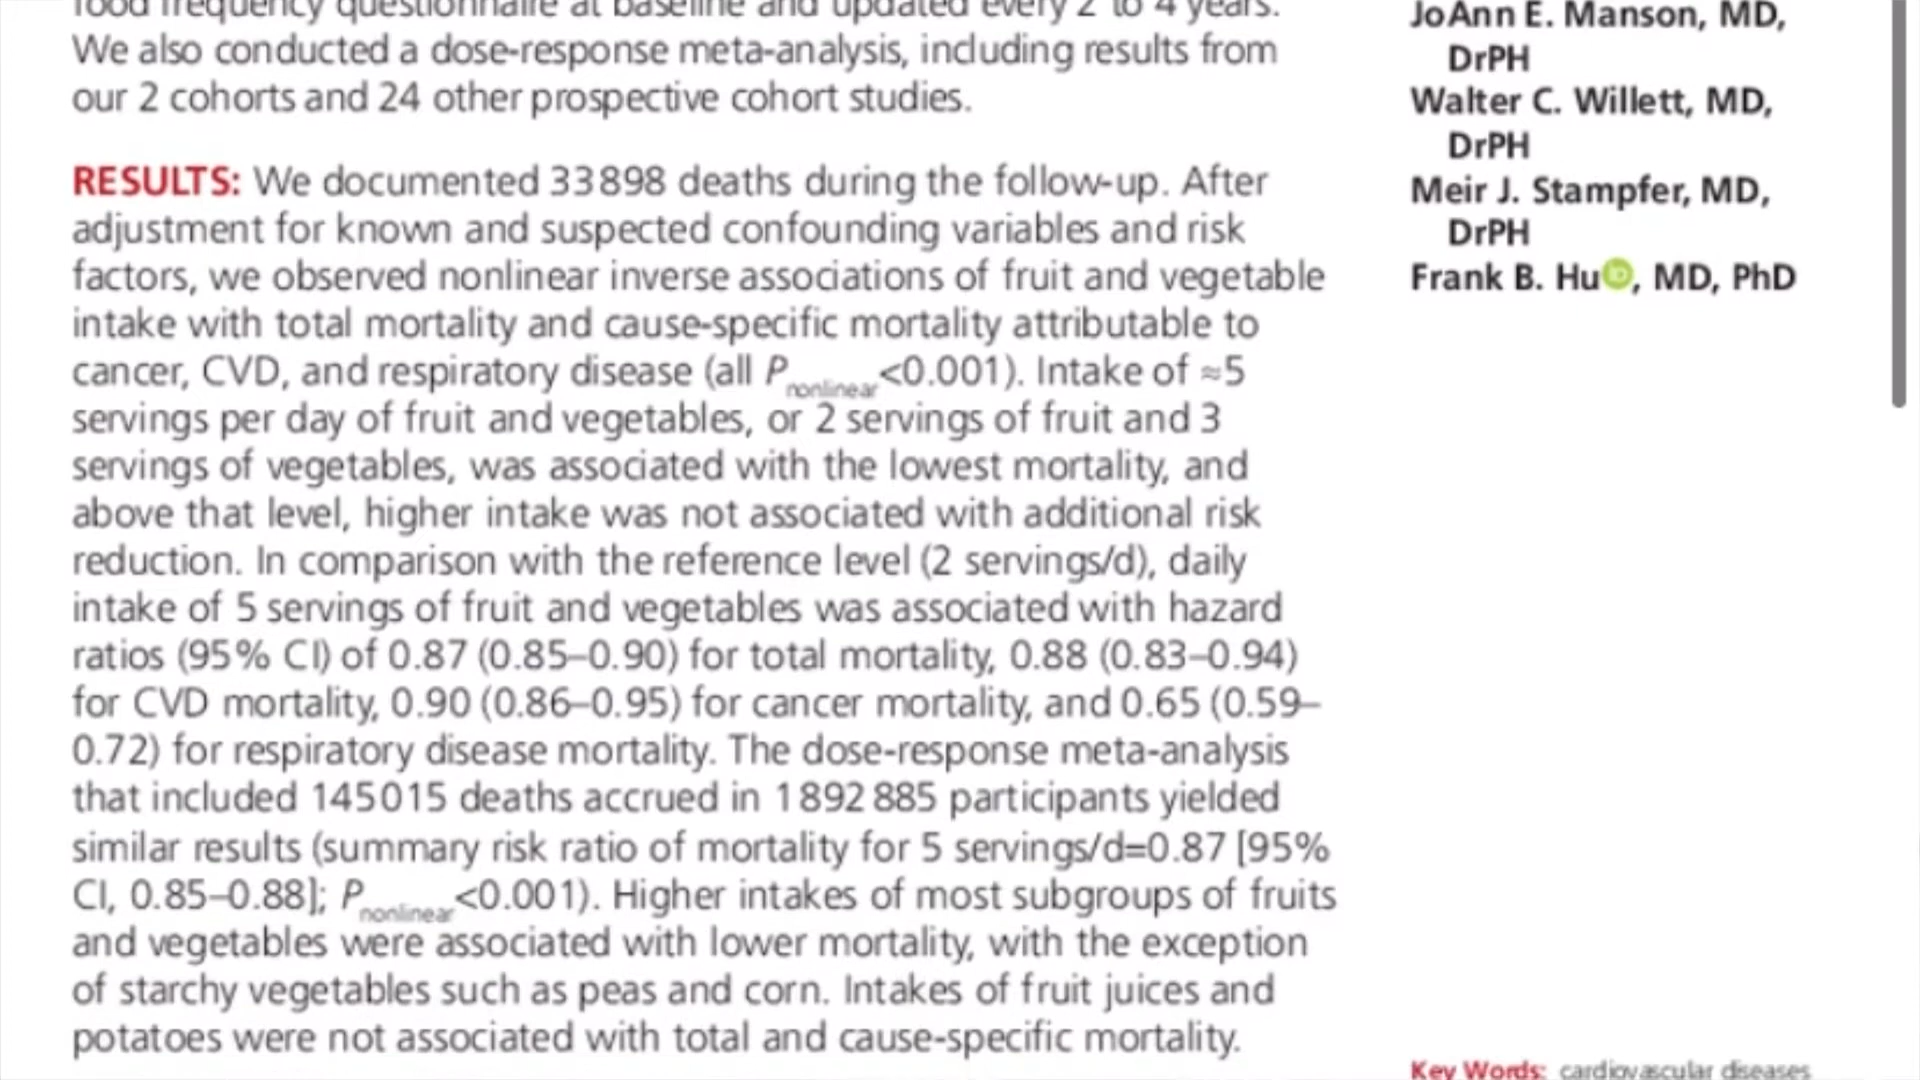 food frequency questionnaire at baseline and updated every 2 to 4 years.
We also conducted a dose-response meta-analysis, including results from
our 2 cohorts and 24 other prospective cohort studies.
RESULTS: We documented 33 898 deaths during the follow-up. After
adjustment for known and suspected confounding variables and risk
factors, we observed nonlinear inverse associations of fruit and vegetable
intake with total mortality and cause-specific mortality attributable to
cancer, CVD, and respiratory disease (all Pnonlinear<0.001). Intake of ≈5
servings per day of fruit and vegetables, or 2 servings of fruit and 3
servings of vegetables, was associated with the lowest mortality, and
above that level, higher intake was not associated with additional risk
reduction. In comparison with the reference level (2 servings/d), daily
intake of 5 servings of fruit and vegetables was associated with hazard
ratios (95% CI) of 0.87 (0.85–0.90) for total mortality, 0.88 (0.83–0.94)
for CVD mortality, 0.90 (0.86–0.95) for cancer mortality, and 0.65 (0.59–
0.72) for respiratory disease mortality. The dose-response meta-analysis
that included 145 015 deaths accrued in 1 892 885 participants yielded
similar results (summary risk ratio of mortality for 5 servings/d=0.87 [95%
CI, 0.85–0.88]; Pnonlinear<0.001). Higher intakes of most subgroups of fruits
and vegetables were associated with lower mortality, with the exception
of starchy vegetables such as peas and corn. Intakes of fruit juices and
potatoes were not associated with total and cause-specific mortality.
JoAnn E. Manson, MD,
DrPH
Walter C. Willett, MD,
DrPH
Meir J. Stampfer, MD,
DrPH
Frank B. Hu iD, MD, PhD
Key Words: cardiovascular diseases